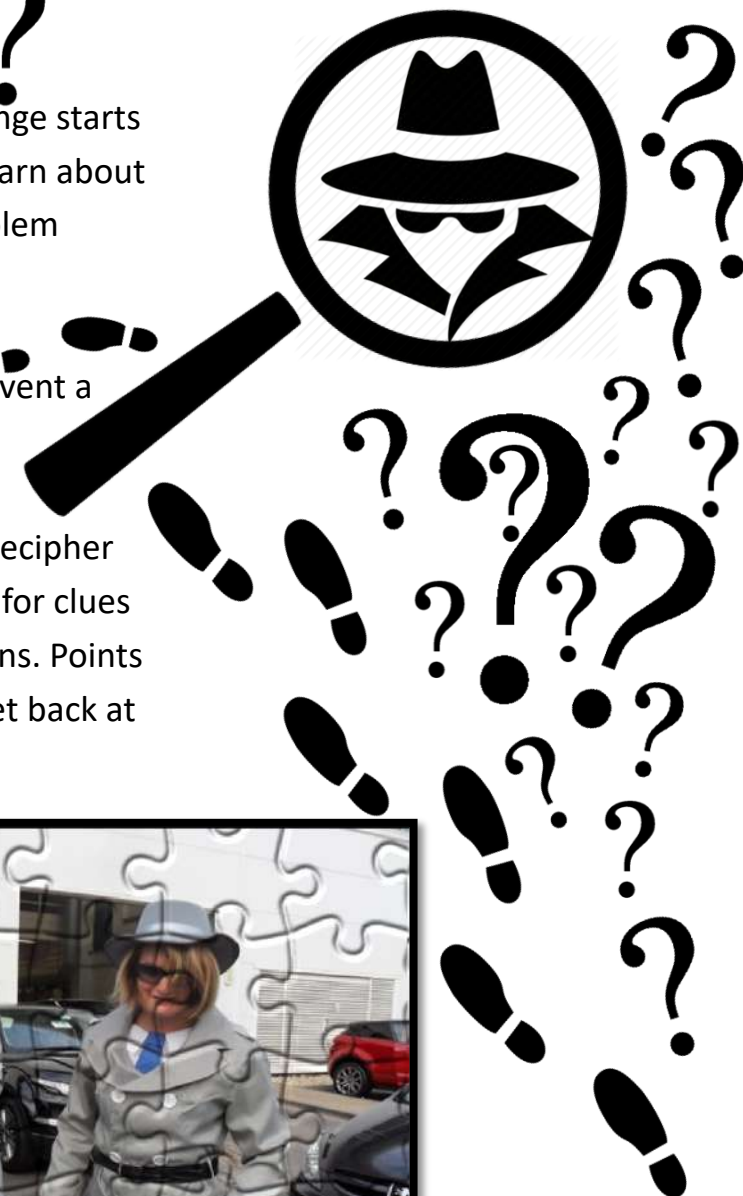 nge starts
arn about
lem
vent a
ecipher
for clues
ns. Points
et back at